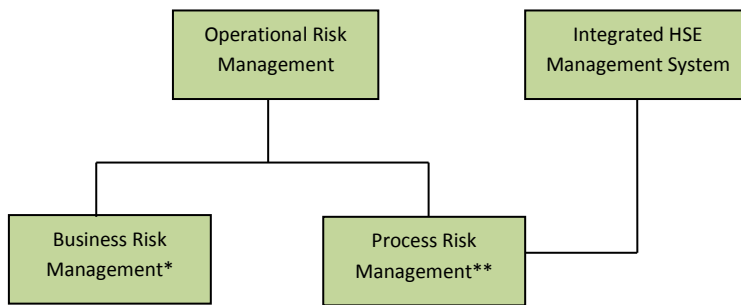 Operational Risk
Management
Integrated HSE
Management System
Business Risk
Management*
Process Risk
Management**